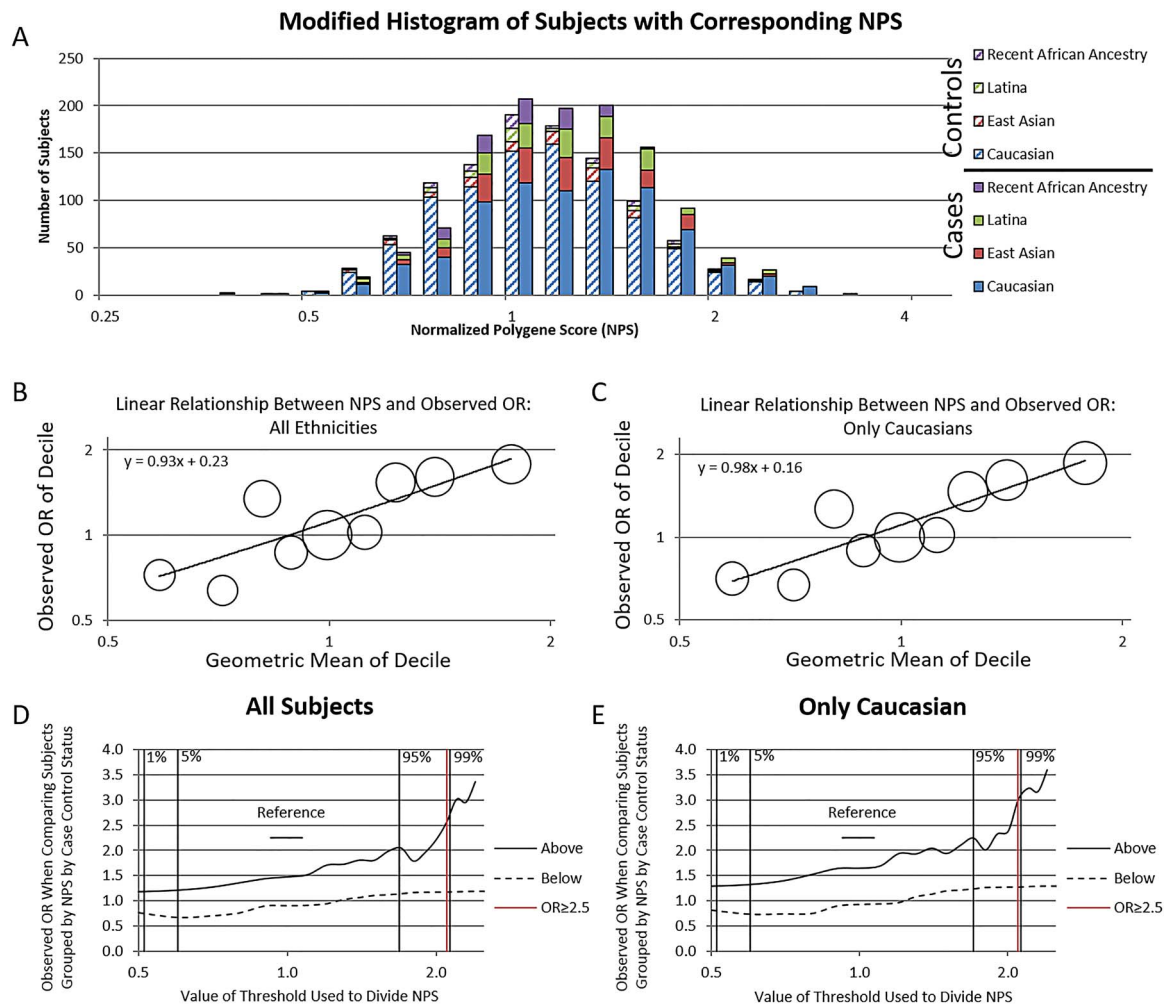 A
Modified Histogram of Subjects with Corresponding NPS
Number of Subjects
250
200
150
100
50
0
0.25
0.5
1
2
4
Normalized Polygene Score (NPS)
Controls
Recent African Ancestry
Latina
East Asian
Caucasian
Cases
Recent African Ancestry
Latina
East Asian
Caucasian
B
Linear Relationship Between NPS and Observed OR:
All Ethnicities
y = 0.93x + 0.23
Observed OR of Decile
2
1
0.5
0.5
1
2
Geometric Mean of Decile
C
Linear Relationship Between NPS and Observed OR:
Only Caucasians
y = 0.98x + 0.16
Observed OR of Decile
2
1
0.5
0.5
1
2
Geometric Mean of Decile
D
All Subjects
Observed OR When Comparing Subjects
Grouped by NPS by Case Control Status
4.0
3.5
3.0
2.5
2.0
1.5
1.0
0.5
0.0
1%
5%
95%
99%
Reference
Above
Below
OR≥2.5
0.5
1.0
2.0
Value of Threshold Used to Divide NPS
E
Only Caucasian
Observed OR When Comparing Subjects
Grouped by NPS by Case Control Status
4.0
3.5
3.0
2.5
2.0
1.5
1.0
0.5
0.0
1%
5%
95%
99%
Reference
Above
Below
OR≥2.5
0.5
1.0
2.0
Value of Threshold Used to Divide NPS